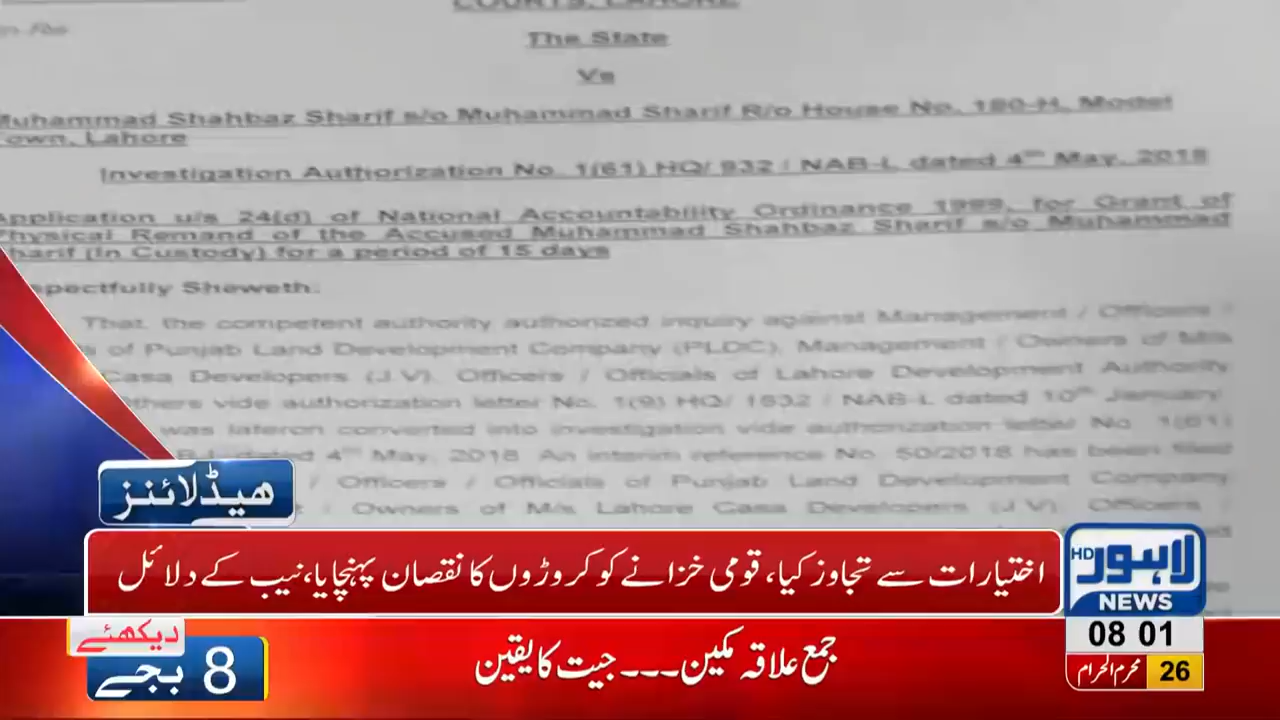 COURTS, LAHORE
The State
Vs
Muhammad Shahbaz Sharif s/o Muhammad Sharif R/o House No. 180-H, Model
Town, Lahore
Investigation Authorization No. 1(61) HQ/ 932 / NAB-L dated 4th May, 2018
Application u/s 24(d) of National Accountability Ordinance 1999, for Grant of
Physical Remand of the Accused Muhammad Shahbaz Sharif s/o Muhammad
Sharif (In Custody) for a period of 15 days
spectfully Sheweth:
That, the competent authority authorized inquiry against Management / Officers /
s of Punjab Land Development Company (PLDC), Management / Owners of M/s
Casa Developers (J.V), Officers / Officials of Lahore Development Authority
Others vide authorization letter No. 1(9) HQ/ 1832 / NAB-L dated 10th January,
was lateron converted into investigation vide authorization letter No. 1(61)
dated 4th May, 2018. An interim reference No. 50/2018 has been filed
/ Officers / Officials of Punjab Land Development Company
/ Owners of M/s Lahore Casa Developers (J.V), Officers /
ھیڈلائنز
اختیارات سے تجاوز کیا، قومی خزانے کو کروڑوں کا نقصان پہنچایا، نیب کے دلائل
HD لاہور
NEWS
08 01
26 محرم الحرام
دیکھئے
8 بجے
جمع علاقہ مکین۔۔۔جیت کا یقین